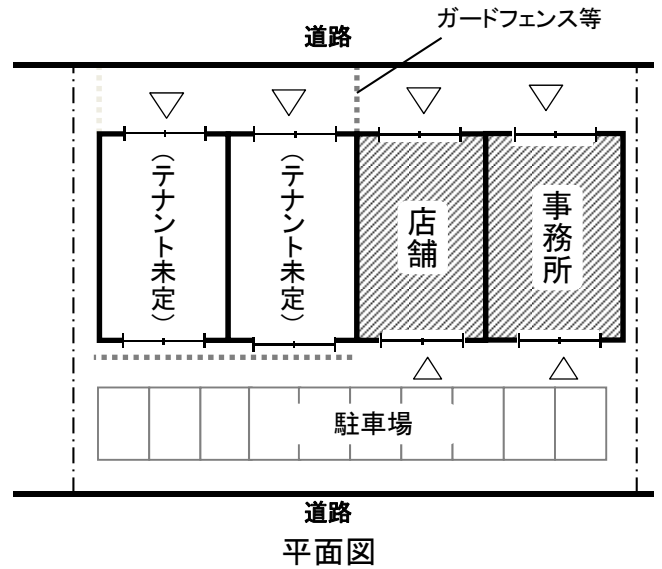 ガードフェンス等
道路
(テナント未定)
(テナント未定)
店舗
事務所
駐車場
道路
平面図